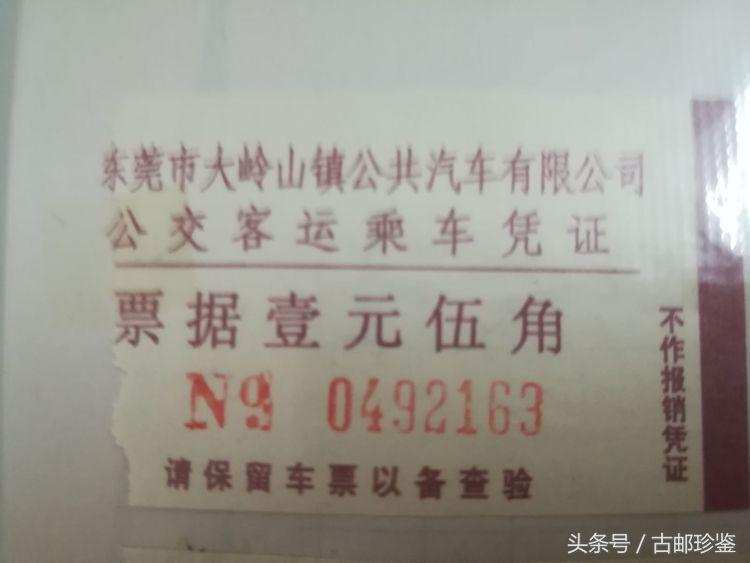 东莞市大岭山镇公共汽车有限公司
公交客运乘车凭证
票据壹元伍角
不作报销凭证
№ 0492163
请保留车票以备查验
头条号 / 古邮珍鉴